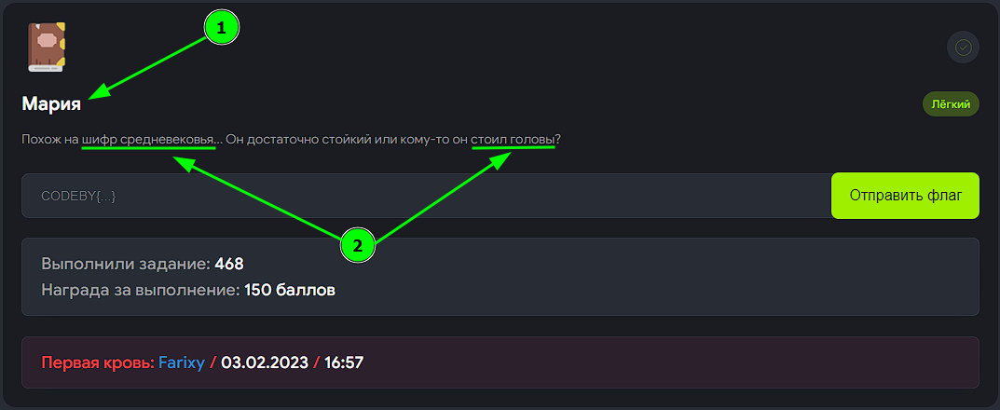 1
Мария
Лёгкий
Похож на шифр средневековья... Он достаточно стойкий или кому-то он стоил головы?
CODEBY{...}
Отправить флаг
2
Выполнили задание: 468
Награда за выполнение: 150 баллов
Первая кровь: Farixy / 03.02.2023 / 16:57